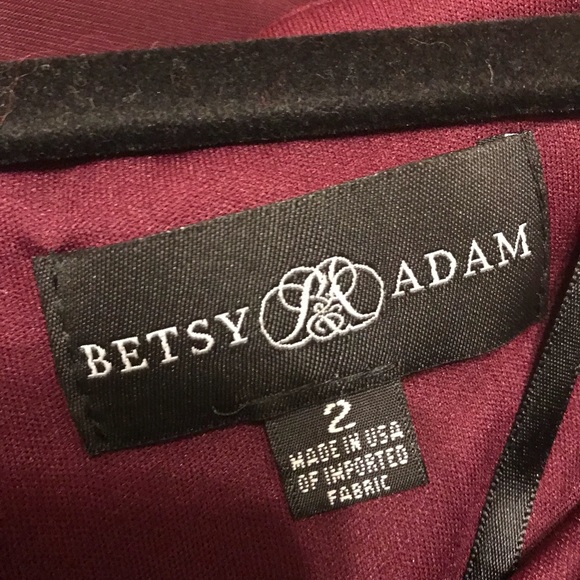 BETSY B&A ADAM
2
MADE IN USA
OF IMPORTED
FABRIC